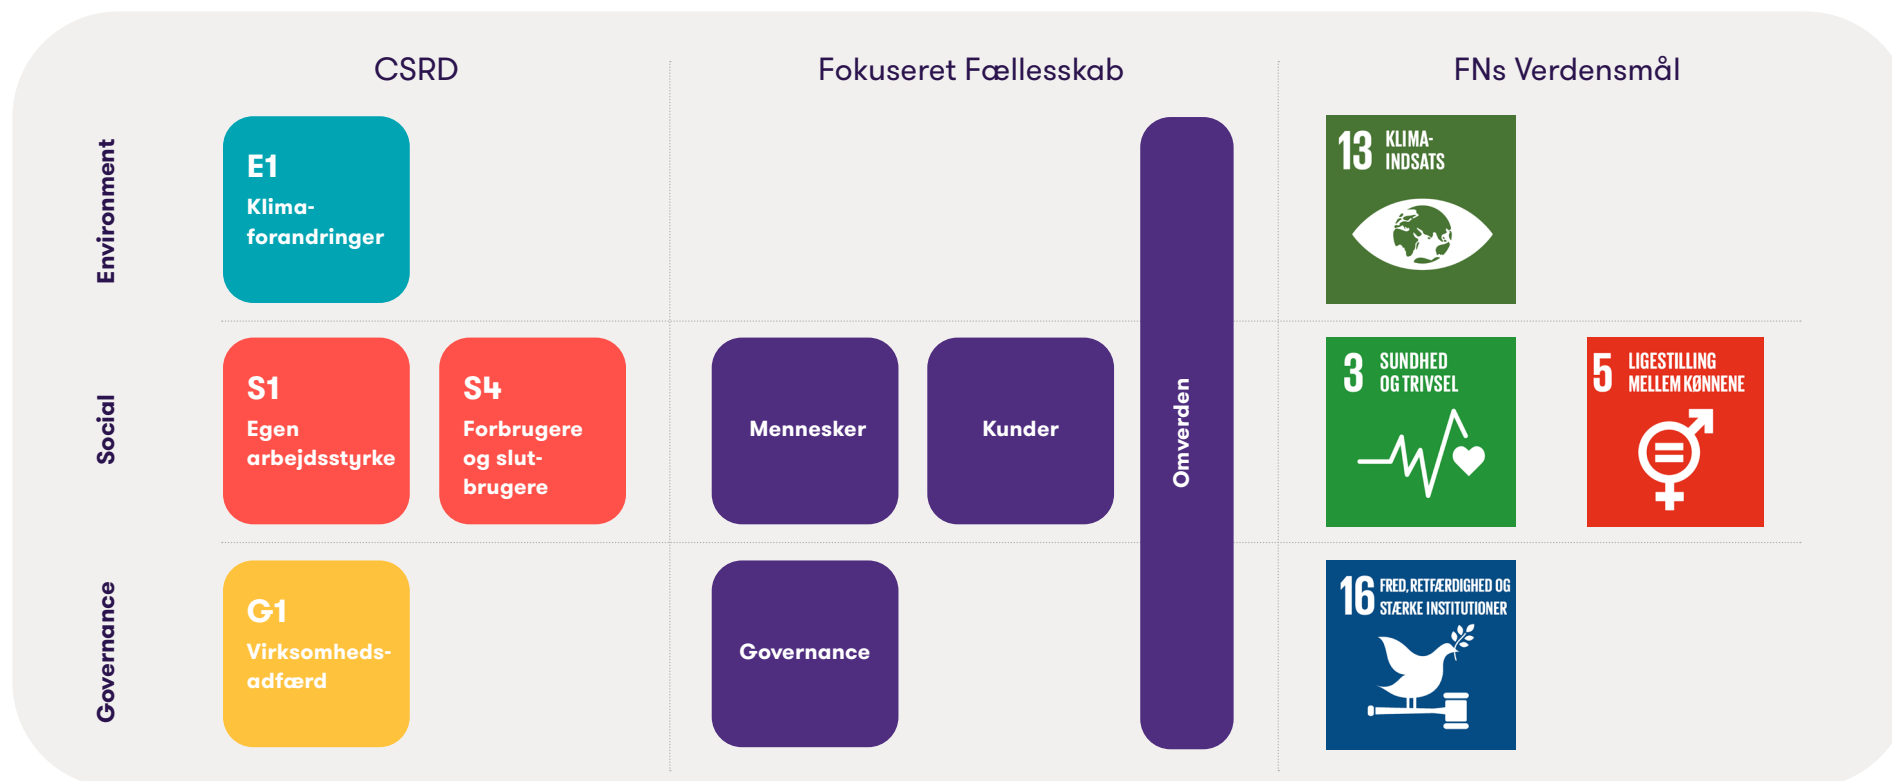 CSRD
Fokuseret Fællesskab
FNs Verdensmål
Environment
E1
Klima-
forandringer
13 KLIMA-
INDSATS
Social
S1
Egen
arbejdsstyrke
S4
Forbrugere
og slut-
brugere
Mennesker
Kunder
Omverden
3 SUNDHED
OG TRIVSEL
5 LIGESTILLING
MELLEM KØNNENE
Governance
G1
Virksomheds-
adfærd
Governance
16 FRED, RETFÆRDIGHED OG
STÆRKE INSTITUTIONER